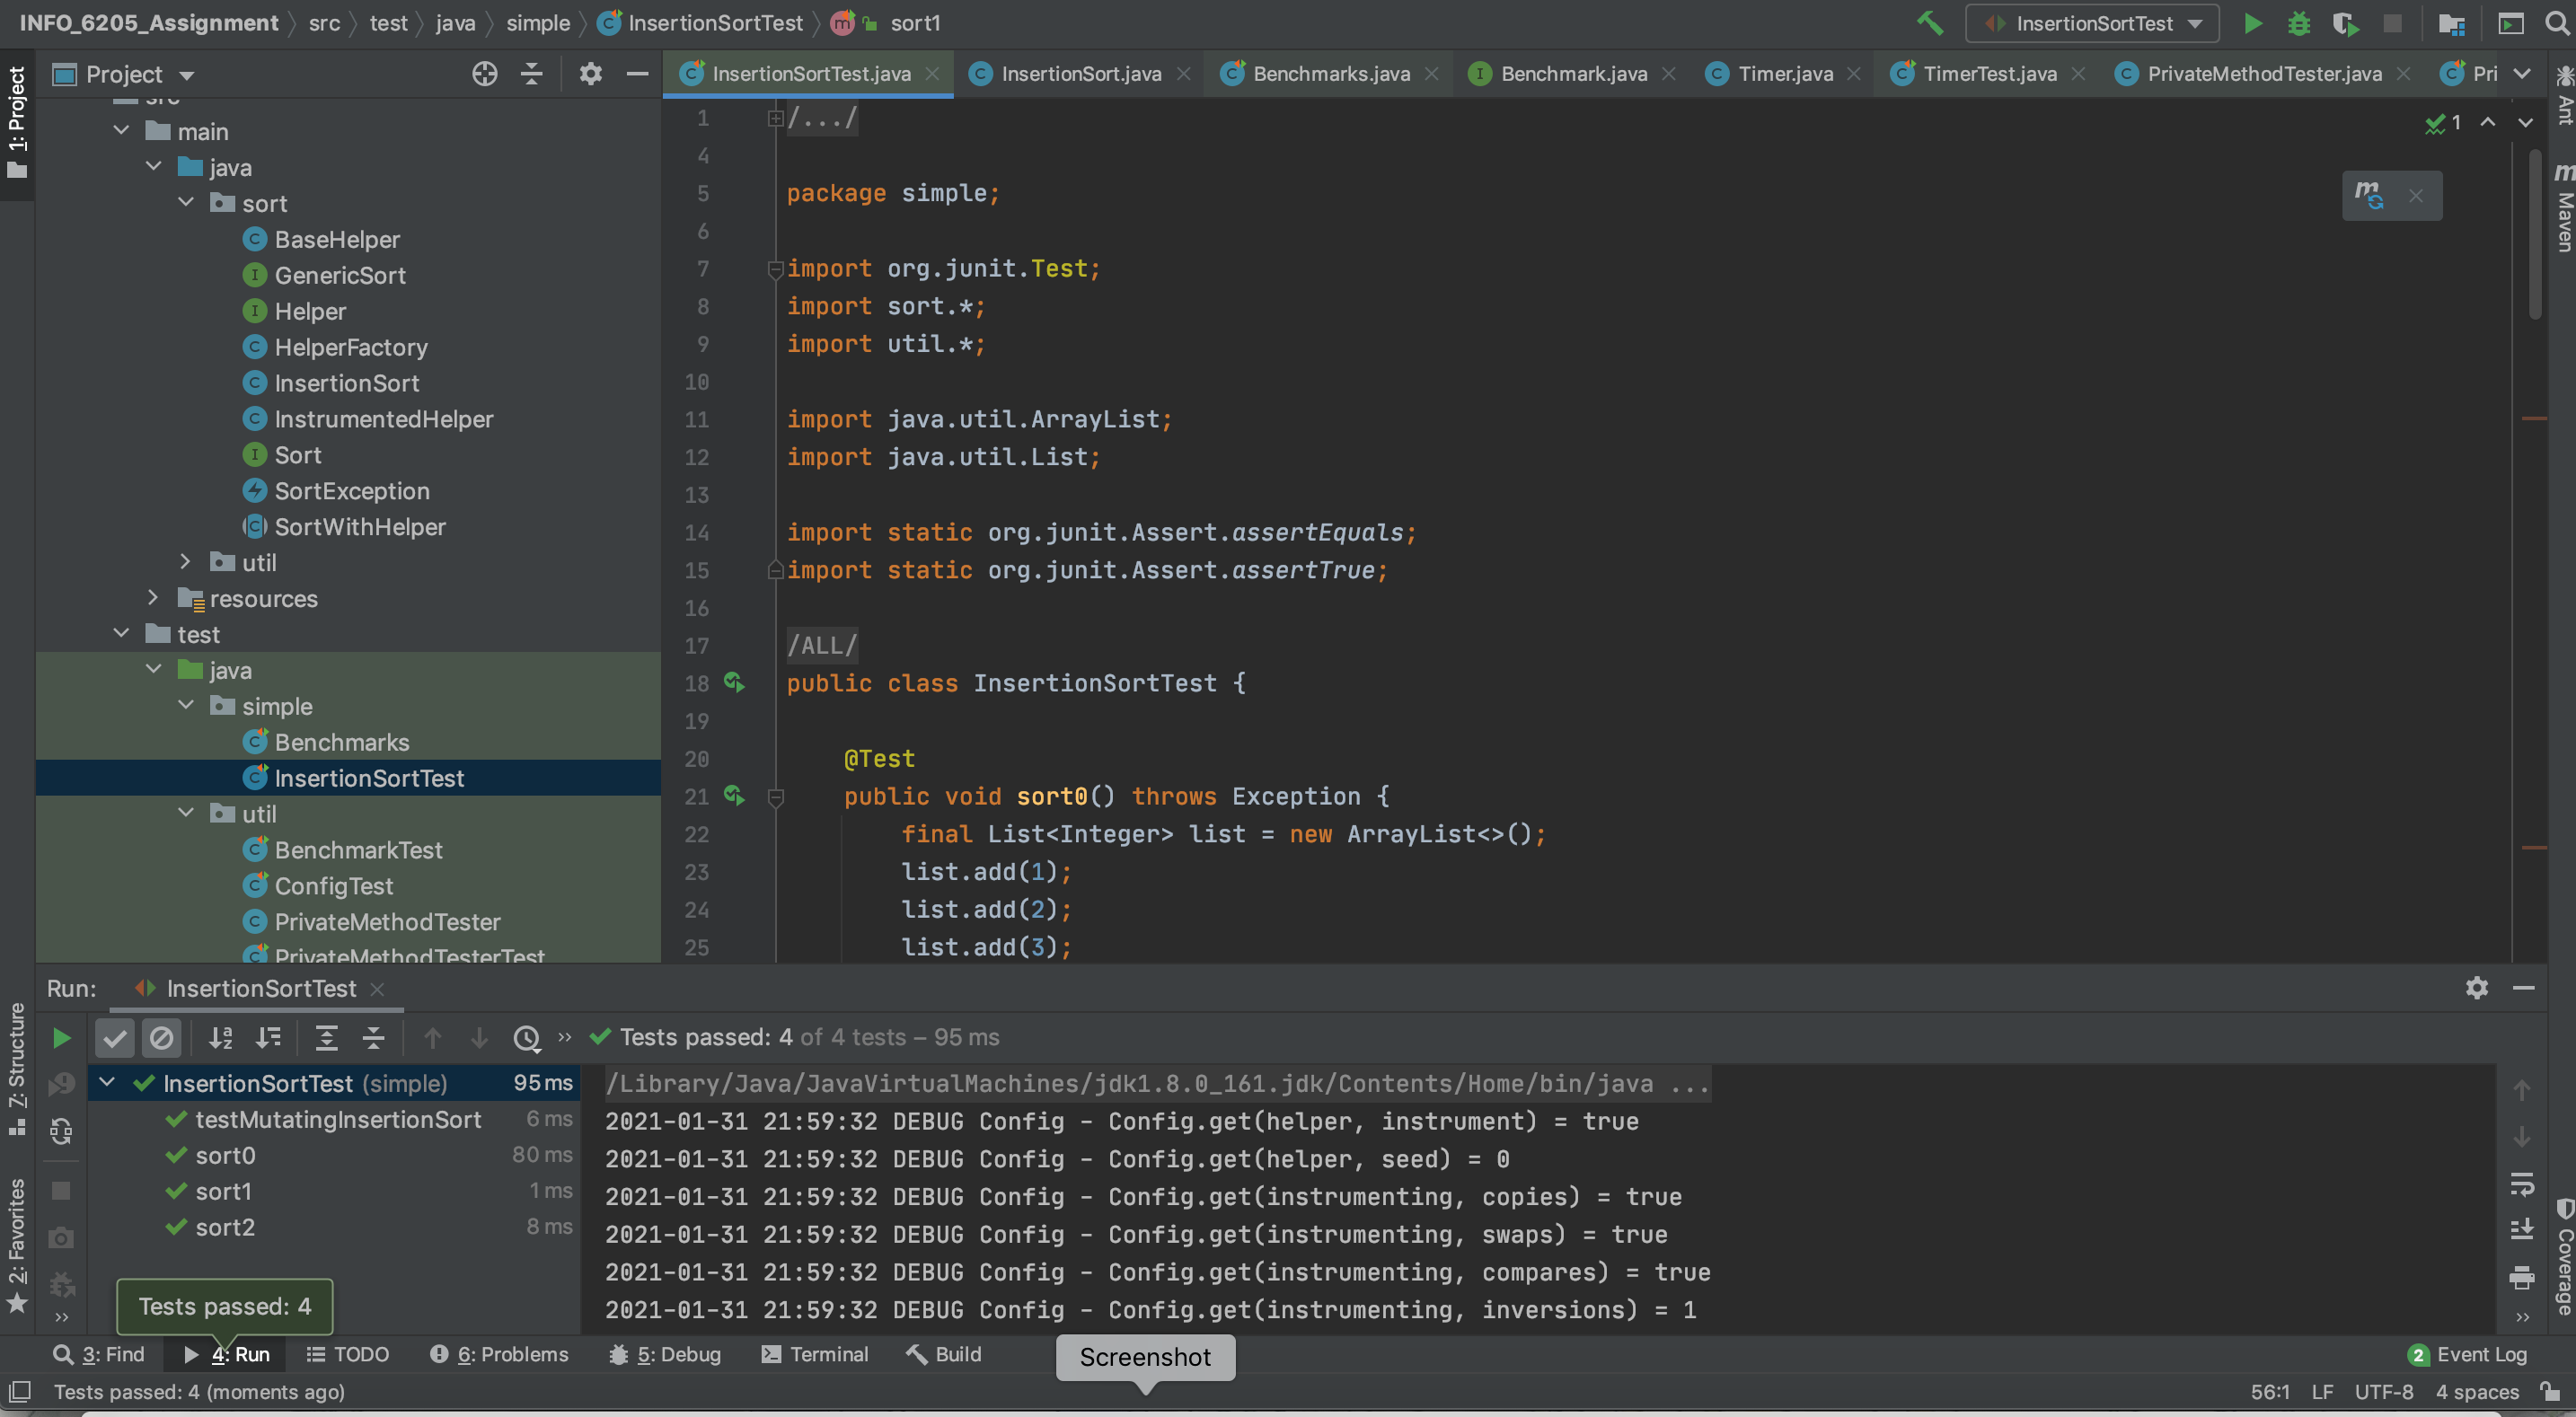 INFO_6205_Assignment src test java simple InsertionSortTest sort1
InsertionSortTest
1: Project
Project
InsertionSortTest.java InsertionSort.java Benchmarks.java Benchmark.java Timer.java TimerTest.java PrivateMethodTester.java Pri
src
main
java
sort
BaseHelper
GenericSort
Helper
HelperFactory
InsertionSort
InstrumentedHelper
Sort
SortException
SortWithHelper
util
resources
test
java
simple
Benchmarks
InsertionSortTest
util
BenchmarkTest
ConfigTest
PrivateMethodTester
PrivateMethodTesterTest
1 /.../
4
5 package simple;
6
7 import org.junit.Test;
8 import sort.*;
9 import util.*;
10
11 import java.util.ArrayList;
12 import java.util.List;
13
14 import static org.junit.Assert.assertEquals;
15 import static org.junit.Assert.assertTrue;
16
17 /ALL/
18 public class InsertionSortTest {
19
20 @Test
21 public void sort0() throws Exception {
22 final List<Integer> list = new ArrayList<>();
23 list.add(1);
24 list.add(2);
25 list.add(3);
1
Ant
Maven
Coverage
7: Structure
2: Favorites
Run: InsertionSortTest
Tests passed: 4 of 4 tests – 95 ms
InsertionSortTest (simple) 95 ms
testMutatingInsertionSort 6 ms
sort0 80 ms
sort1 1 ms
sort2 8 ms
/Library/Java/JavaVirtualMachines/jdk1.8.0_161.jdk/Contents/Home/bin/java ...
2021-01-31 21:59:32 DEBUG Config - Config.get(helper, instrument) = true
2021-01-31 21:59:32 DEBUG Config - Config.get(helper, seed) = 0
2021-01-31 21:59:32 DEBUG Config - Config.get(instrumenting, copies) = true
2021-01-31 21:59:32 DEBUG Config - Config.get(instrumenting, swaps) = true
2021-01-31 21:59:32 DEBUG Config - Config.get(instrumenting, compares) = true
2021-01-31 21:59:32 DEBUG Config - Config.get(instrumenting, inversions) = 1
Tests passed: 4
3: Find 4: Run TODO 6: Problems 5: Debug Terminal Build
Screenshot
2 Event Log
Tests passed: 4 (moments ago)
56:1 LF UTF-8 4 spaces